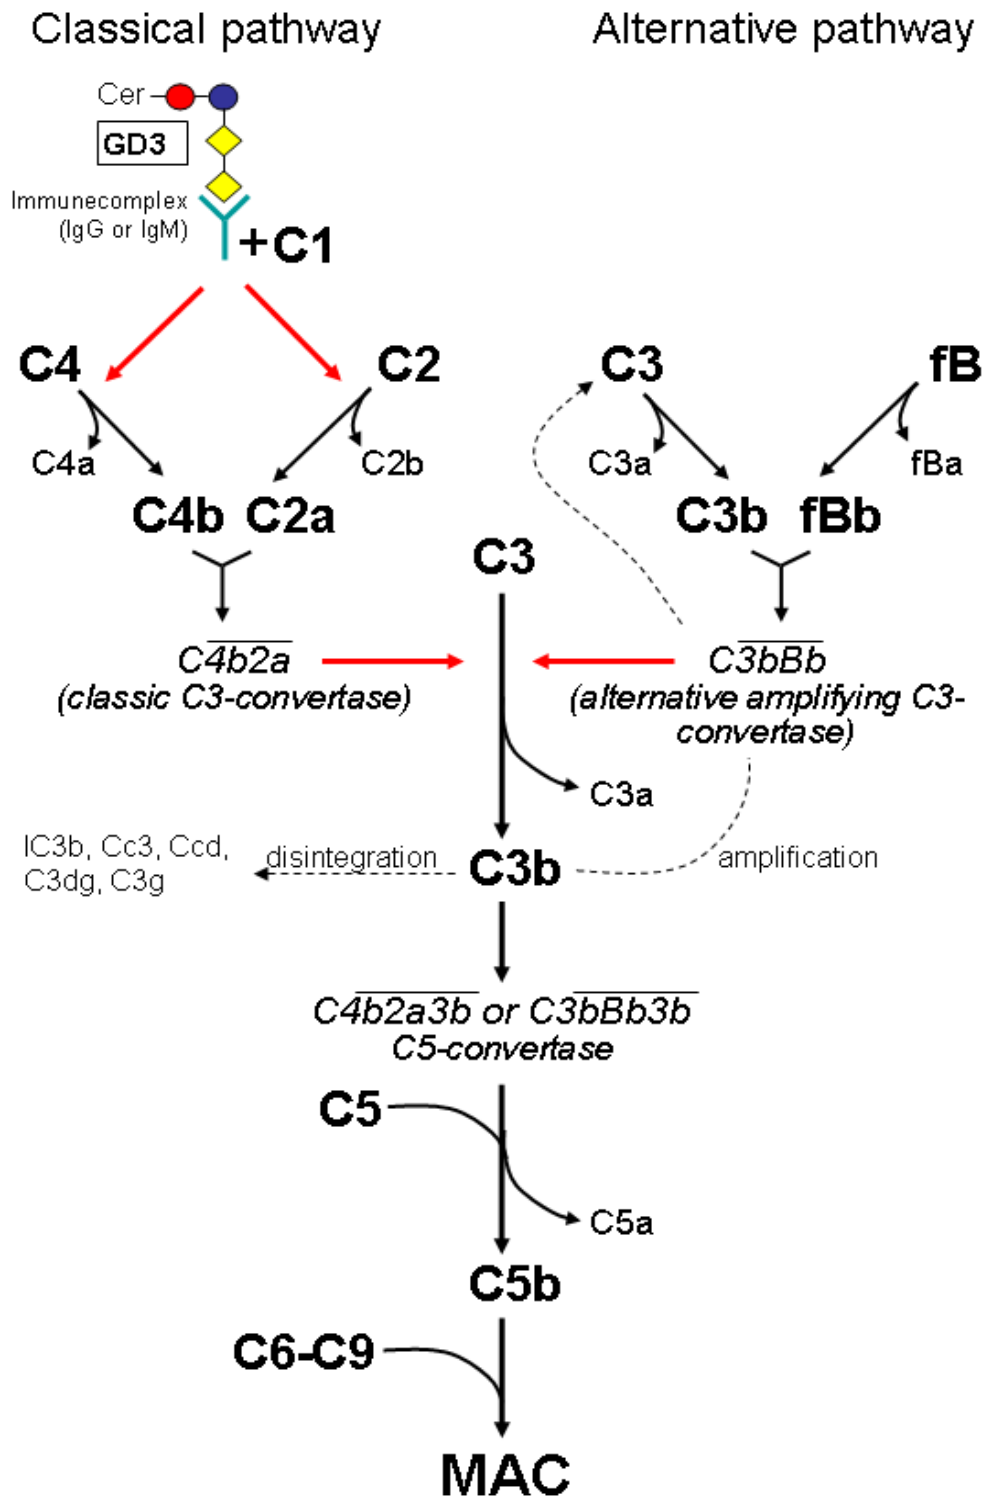 Classical pathway
Alternative pathway
Cer
GD3
Immunecomplex
(IgG or IgM)
+C1
C4
C2
C3
fB
C4a
C2b
C3a
fBa
C4b C2a
C3b fBb
C3
C4b2a
(classic C3-convertase)
C3bBb
(alternative amplifying C3-
convertase)
C3a
IC3b, Cc3, Ccd,
C3dg, C3g
disintegration
C3b
amplification
C4b2a3b or C3bBb3b
C5-convertase
C5
C5a
C5b
C6-C9
MAC